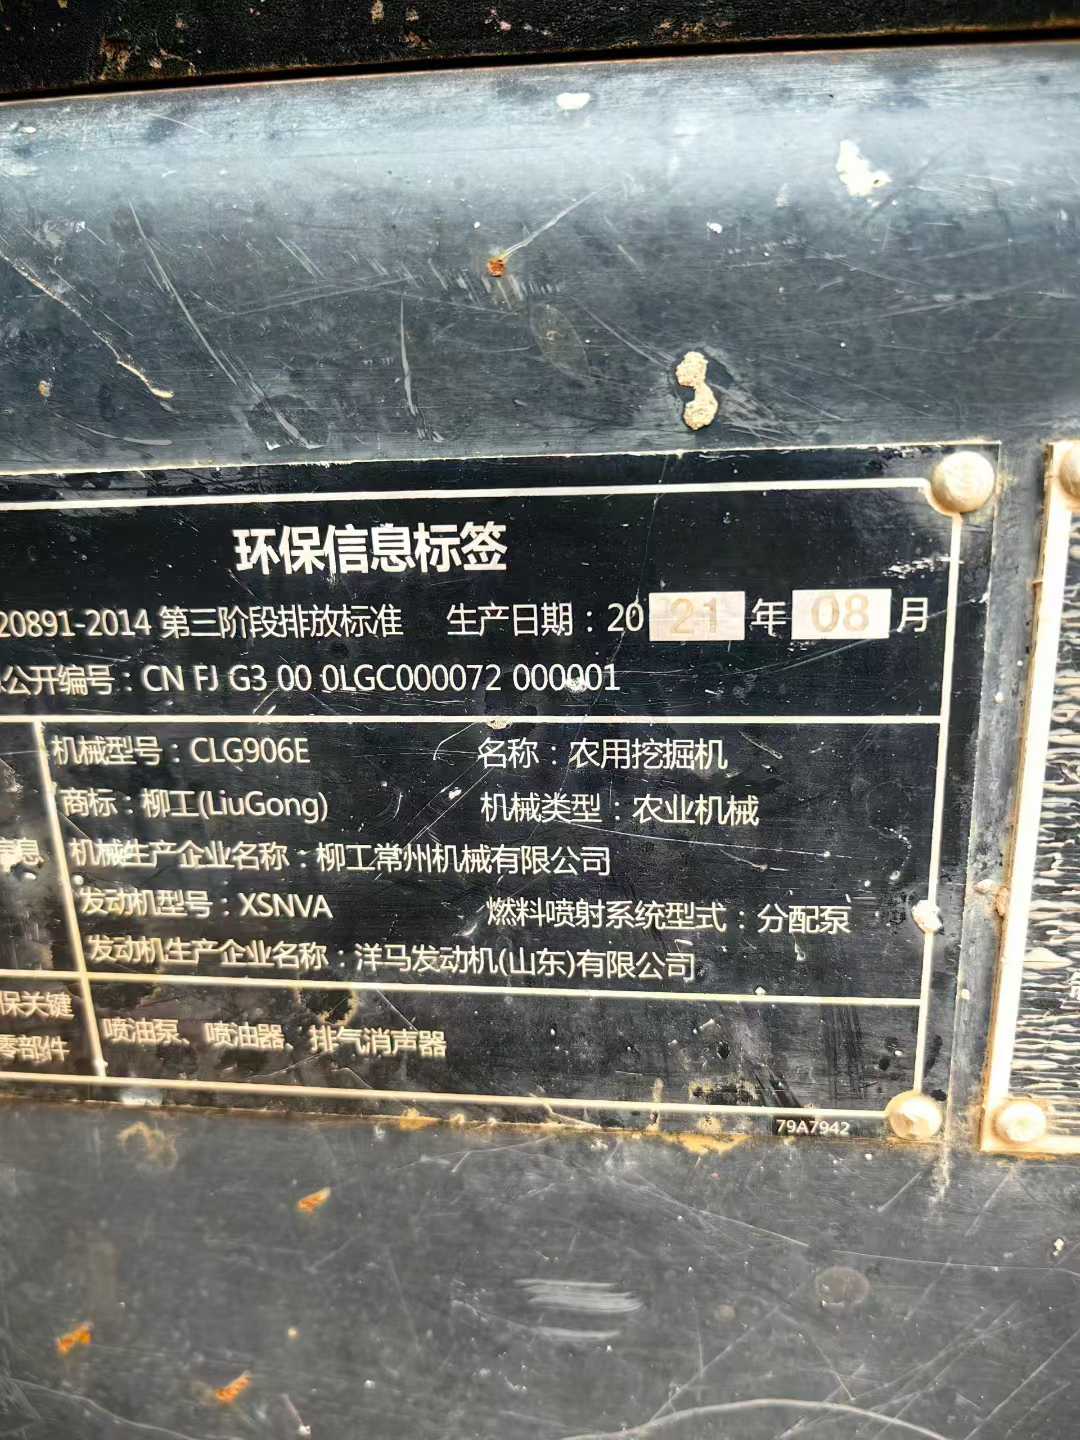 环保信息标签
20891-2014 第三阶段排放标准 生产日期：2021年08月
公开编号：CN FJ G3 00 0LGC000072 000001
机械型号：CLG906E 名称：农用挖掘机
商标：柳工(LiuGong) 机械类型：农业机械
信息 机械生产企业名称：柳工常州机械有限公司
发动机型号：XSNVA 燃料喷射系统型式：分配泵
发动机生产企业名称：洋马发动机(山东)有限公司
保关键
零部件 喷油泵、喷油器、排气消声器
79A7942